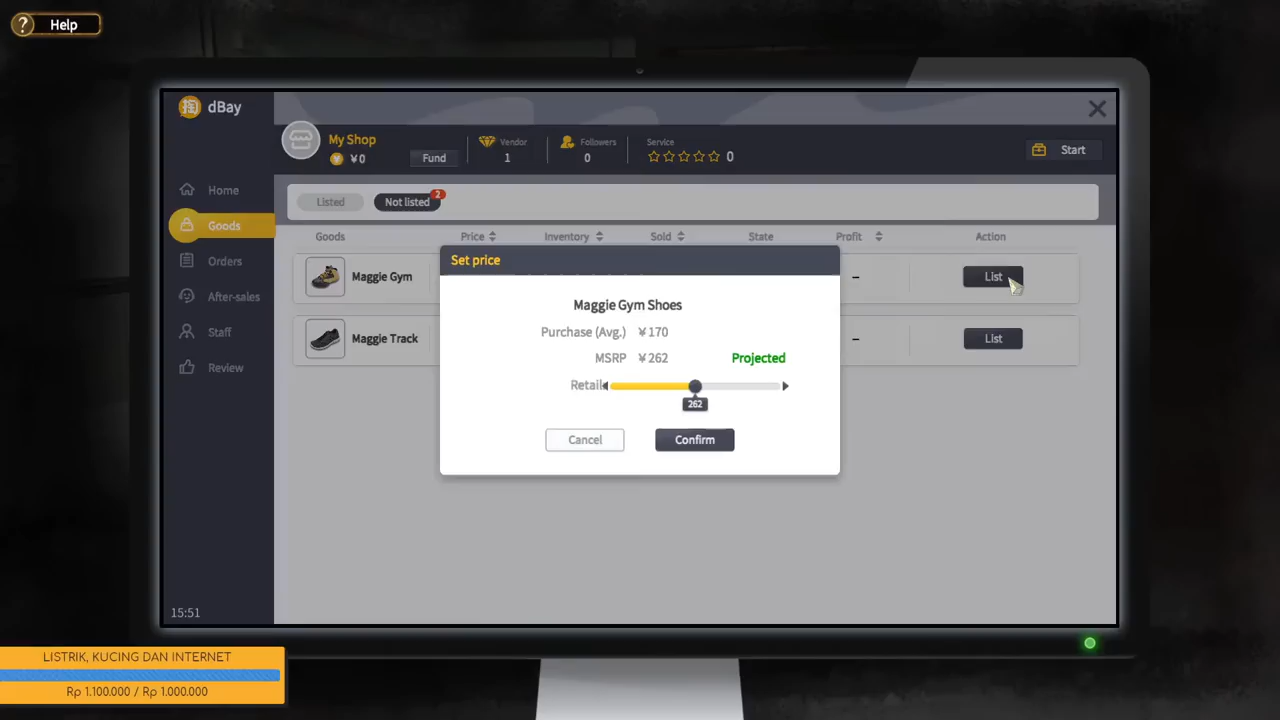 ? Help
掏 dBay
My Shop
¥0
Fund
Vendor
1
Followers
0
Service
0
Start
Home
Goods
Orders
After-sales
Staff
Review
15:51
Listed
Not listed
2
Goods
Price
Inventory
Sold
State
Profit
Action
Maggie Gym
–
List
Maggie Track
–
List
Set price
Maggie Gym Shoes
Purchase (Avg.) ¥170
MSRP ¥262
Projected
Retail
262
Cancel
Confirm
LISTRIK, KUCING DAN INTERNET
Rp 1.100.000 / Rp 1.000.000